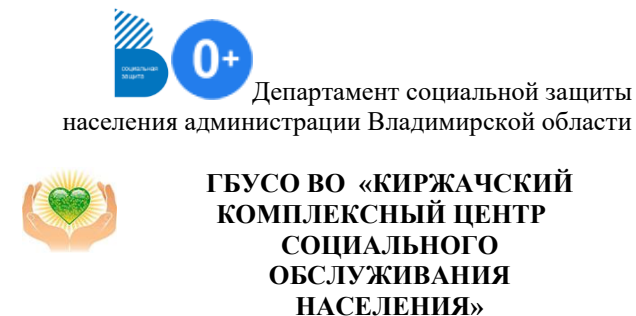 социальная
защита
0+
Департамент социальной защиты
населения администрации Владимирской области
ГБУСО ВО «КИРЖАЧСКИЙ
КОМПЛЕКСНЫЙ ЦЕНТР
СОЦИАЛЬНОГО
ОБСЛУЖИВАНИЯ
НАСЕЛЕНИЯ»